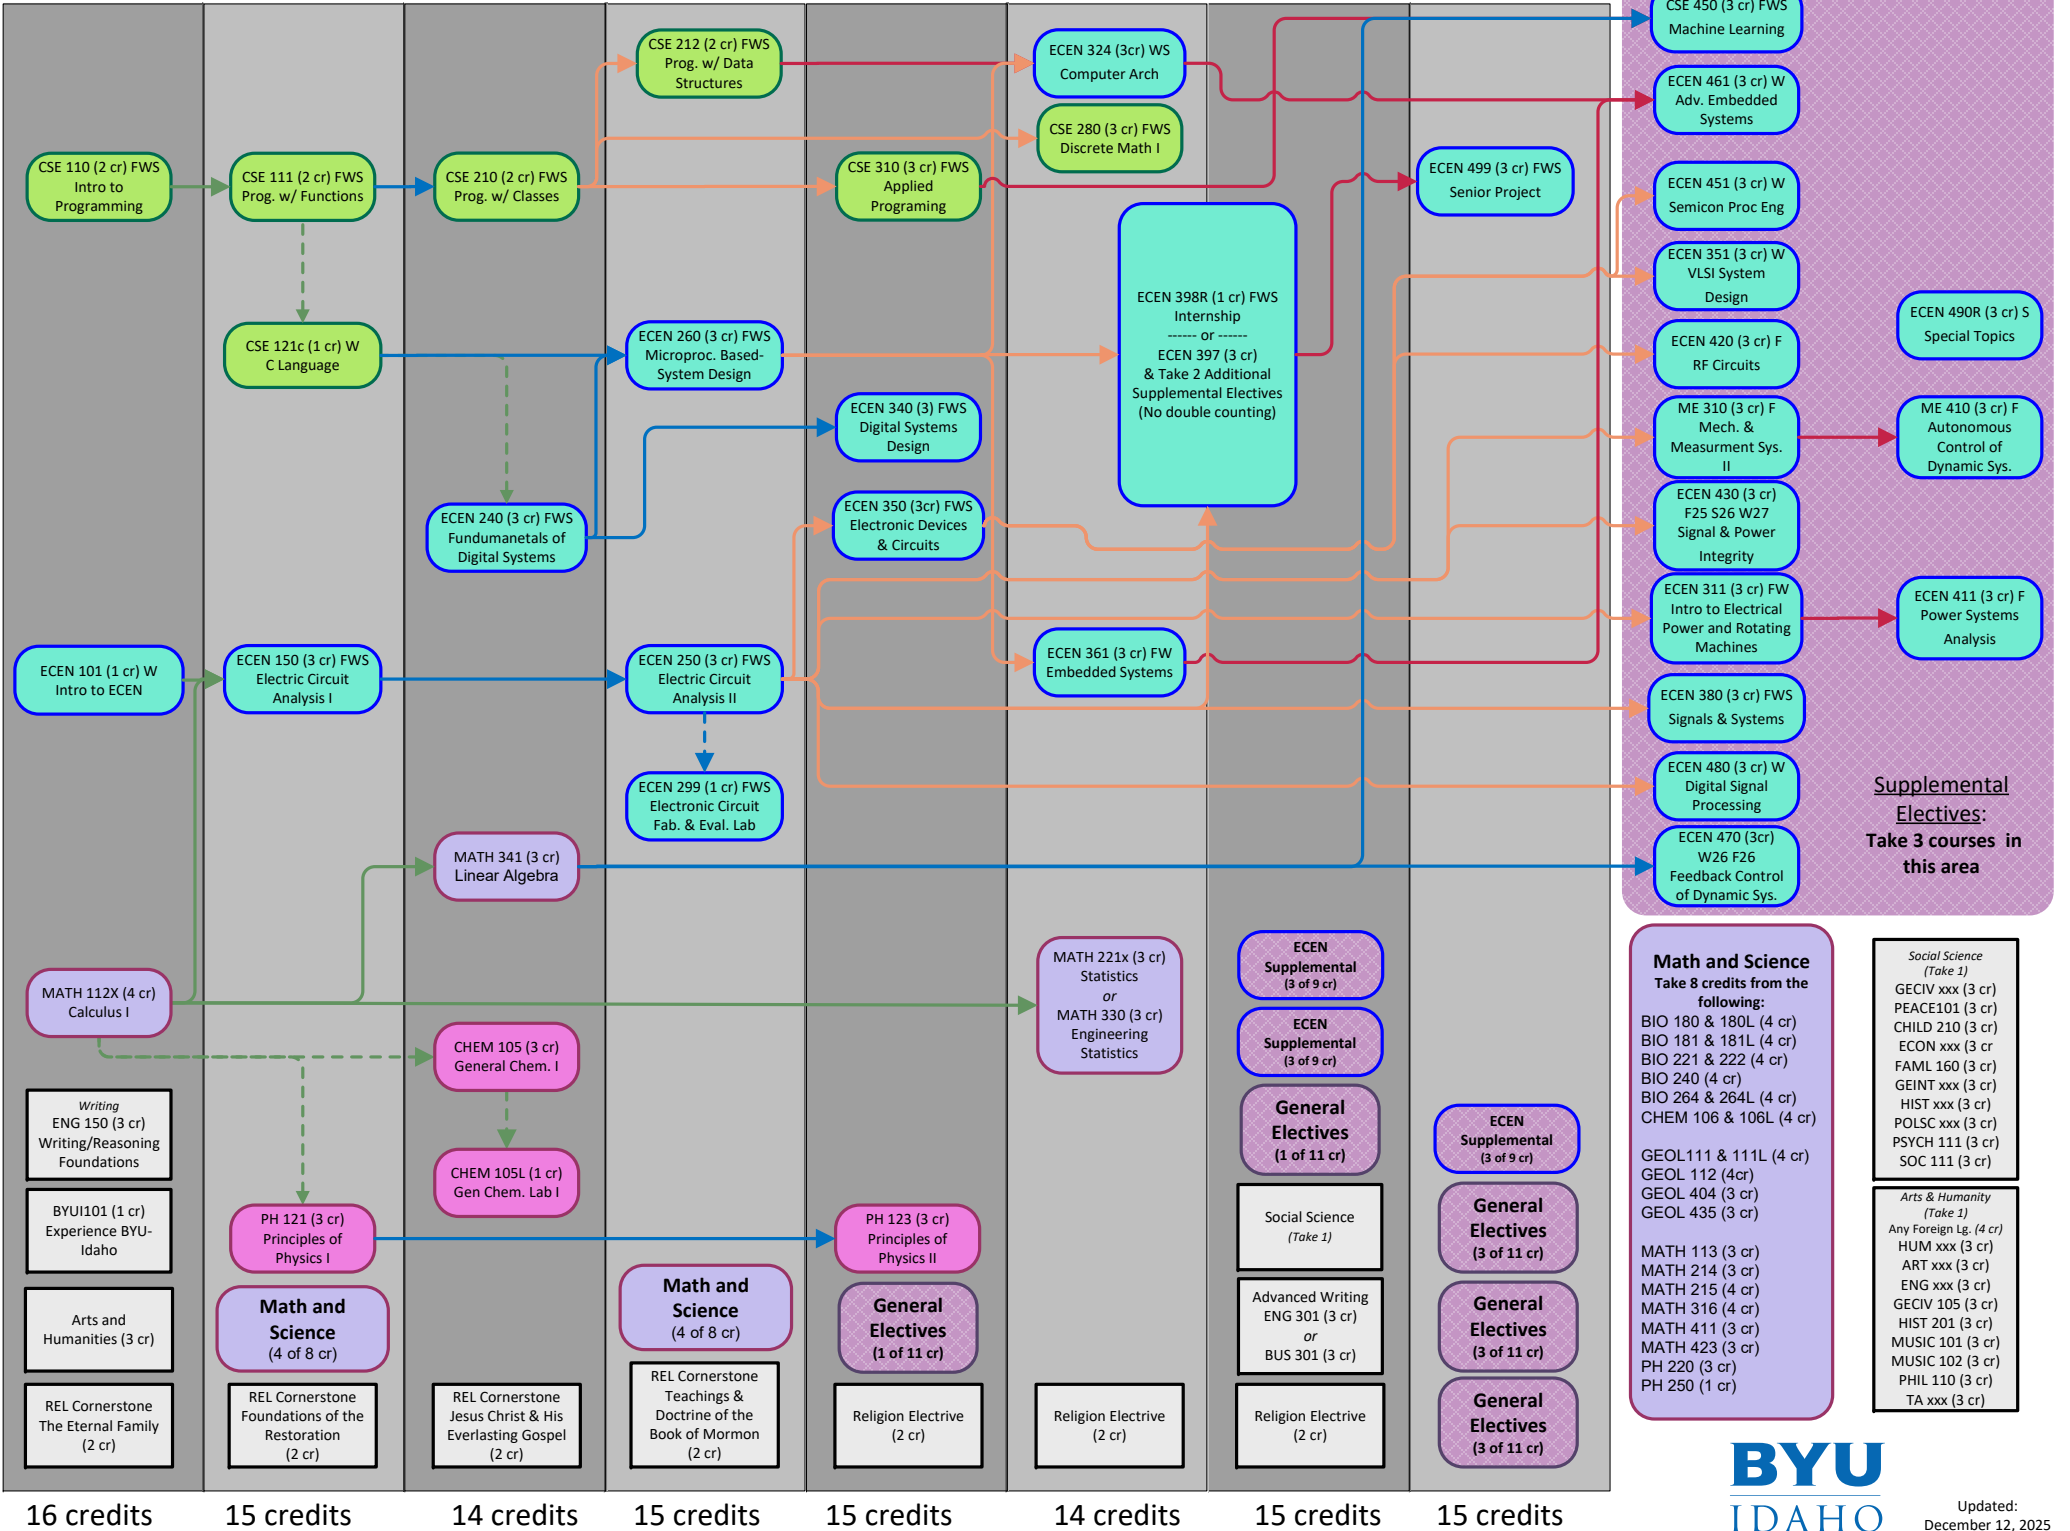 CSE 110 (2 cr) FWS
Intro to
Programming
ECEN 101 (1 cr) W
Intro to ECEN
MATH 112X (4 cr)
Calculus I
Writing
ENG 150 (3 cr)
Writing/Reasoning
Foundations
BYUI101 (1 cr)
Experience BYU-
Idaho
Arts and
Humanities (3 cr)
REL Cornerstone
The Eternal Family
(2 cr)
16 credits
CSE 111 (2 cr) FWS
Prog. w/ Functions
CSE 121c (1 cr) W
C Language
ECEN 150 (3 cr) FWS
Electric Circuit
Analysis I
PH 121 (3 cr)
Principles of
Physics I
Math and
Science
(4 of 8 cr)
REL Cornerstone
Foundations of the
Restoration
(2 cr)
15 credits
CSE 210 (2 cr) FWS
Prog. w/ Classes
ECEN 240 (3 cr) FWS
Fundumanetals of
Digital Systems
MATH 341 (3 cr)
Linear Algebra
CHEM 105 (3 cr)
General Chem. I
CHEM 105L (1 cr)
Gen Chem. Lab I
REL Cornerstone
Jesus Christ & His
Everlasting Gospel
(2 cr)
14 credits
CSE 212 (2 cr) FWS
Prog. w/ Data
Structures
ECEN 260 (3 cr) FWS
Microproc. Based-
System Design
ECEN 250 (3 cr) FWS
Electric Circuit
Analysis II
ECEN 299 (1 cr) FWS
Electronic Circuit
Fab. & Eval. Lab
Math and
Science
(4 of 8 cr)
REL Cornerstone
Teachings &
Doctrine of the
Book of Mormon
(2 cr)
15 credits
CSE 310 (3 cr) FWS
Applied
Programing
ECEN 340 (3) FWS
Digital Systems
Design
ECEN 350 (3cr) FWS
Electronic Devices
& Circuits
PH 123 (3 cr)
Principles of
Physics II
General
Electives
(1 of 11 cr)
Religion Electrive
(2 cr)
15 credits
ECEN 324 (3cr) WS
Computer Arch
CSE 280 (3 cr) FWS
Discrete Math I
ECEN 398R (1 cr) FWS
Internship
------ or ------
ECEN 397 (3 cr)
& Take 2 Additional
Supplemental Electives
(No double counting)
ECEN 361 (3 cr) FW
Embedded Systems
MATH 221x (3 cr)
Statistics
or
MATH 330 (3 cr)
Engineering
Statistics
Religion Electrive
(2 cr)
14 credits
ECEN
Supplemental
(3 of 9 cr)
ECEN
Supplemental
(3 of 9 cr)
General
Electives
(1 of 11 cr)
Social Science
(Take 1)
Advanced Writing
ENG 301 (3 cr)
or
BUS 301 (3 cr)
Religion Electrive
(2 cr)
15 credits
ECEN 499 (3 cr) FWS
Senior Project
ECEN
Supplemental
(3 of 9 cr)
General
Electives
(3 of 11 cr)
General
Electives
(3 of 11 cr)
General
Electives
(3 of 11 cr)
15 credits
CSE 450 (3 cr) FWS
Machine Learning
ECEN 461 (3 cr) W
Adv. Embedded
Systems
ECEN 451 (3 cr) W
Semicon Proc Eng
ECEN 351 (3 cr) W
VLSI System
Design
ECEN 420 (3 cr) F
RF Circuits
ME 310 (3 cr) F
Mech. &
Measurment Sys.
II
ECEN 430 (3 cr)
F25 S26 W27
Signal & Power
Integrity
ECEN 311 (3 cr) FW
Intro to Electrical
Power and Rotating
Machines
ECEN 380 (3 cr) FWS
Signals & Systems
ECEN 480 (3 cr) W
Digital Signal
Processing
ECEN 470 (3cr)
W26 F26
Feedback Control
of Dynamic Sys.
ECEN 490R (3 cr) S
Special Topics
ME 410 (3 cr) F
Autonomous
Control of
Dynamic Sys.
ECEN 411 (3 cr) F
Power Systems
Analysis
Supplemental
Electives:
Take 3 courses in
this area
Math and Science
Take 8 credits from the
following:
BIO 180 & 180L (4 cr)
BIO 181 & 181L (4 cr)
BIO 221 & 222 (4 cr)
BIO 240 (4 cr)
BIO 264 & 264L (4 cr)
CHEM 106 & 106L (4 cr)
GEOL111 & 111L (4 cr)
GEOL 112 (4cr)
GEOL 404 (3 cr)
GEOL 435 (3 cr)
MATH 113 (3 cr)
MATH 214 (3 cr)
MATH 215 (4 cr)
MATH 316 (4 cr)
MATH 411 (3 cr)
MATH 423 (3 cr)
PH 220 (3 cr)
PH 250 (1 cr)
Social Science
(Take 1)
GECIV xxx (3 cr)
PEACE101 (3 cr)
CHILD 210 (3 cr)
ECON xxx (3 cr
FAML 160 (3 cr)
GEINT xxx (3 cr)
HIST xxx (3 cr)
POLSC xxx (3 cr)
PSYCH 111 (3 cr)
SOC 111 (3 cr)
Arts & Humanity
(Take 1)
Any Foreign Lg. (4 cr)
HUM xxx (3 cr)
ART xxx (3 cr)
ENG xxx (3 cr)
GECIV 105 (3 cr)
HIST 201 (3 cr)
MUSIC 101 (3 cr)
MUSIC 102 (3 cr)
PHIL 110 (3 cr)
TA xxx (3 cr)
BYU
IDAHO
Updated:
December 12, 2025